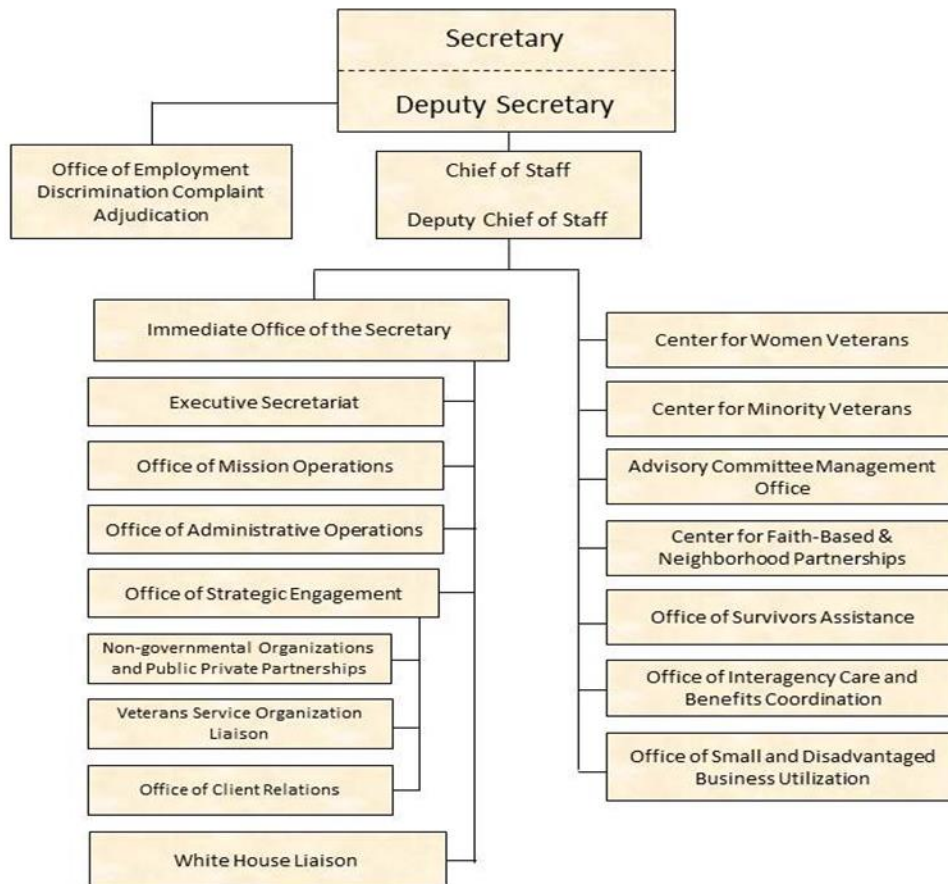 Secretary
Deputy Secretary
Office of Employment
Discrimination Complaint
Adjudication
Chief of Staff
Deputy Chief of Staff
Immediate Office of the Secretary
Executive Secretariat
Office of Mission Operations
Office of Administrative Operations
Office of Strategic Engagement
Non-governmental Organizations
and Public Private Partnerships
Veterans Service Organization
Liaison
Office of Client Relations
White House Liaison
Center for Women Veterans
Center for Minority Veterans
Advisory Committee Management
Office
Center for Faith-Based &
Neighborhood Partnerships
Office of Survivors Assistance
Office of Interagency Care and
Benefits Coordination
Office of Small and Disadvantaged
Business Utilization